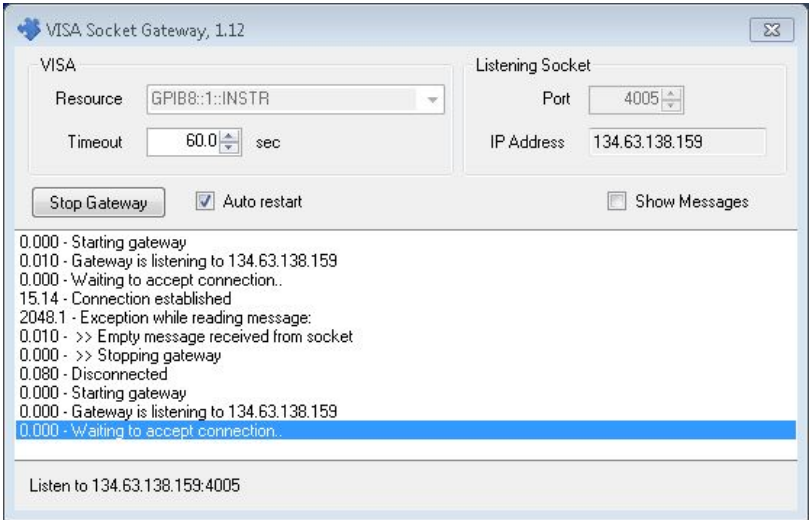 VISA Socket Gateway, 1.12
VISA
Resource GPIB8::1::INSTR
Timeout 60.0 sec
Listening Socket
Port 4005
IP Address 134.63.138.159
Stop Gateway Auto restart Show Messages
0.000 - Starting gateway
0.010 - Gateway is listening to 134.63.138.159
0.000 - Waiting to accept connection..
15.14 - Connection established
2048.1 - Exception while reading message:
0.010 - >> Empty message received from socket
0.000 - >> Stopping gateway
0.080 - Disconnected
0.000 - Starting gateway
0.000 - Gateway is listening to 134.63.138.159
0.000 - Waiting to accept connection..
Listen to 134.63.138.159:4005